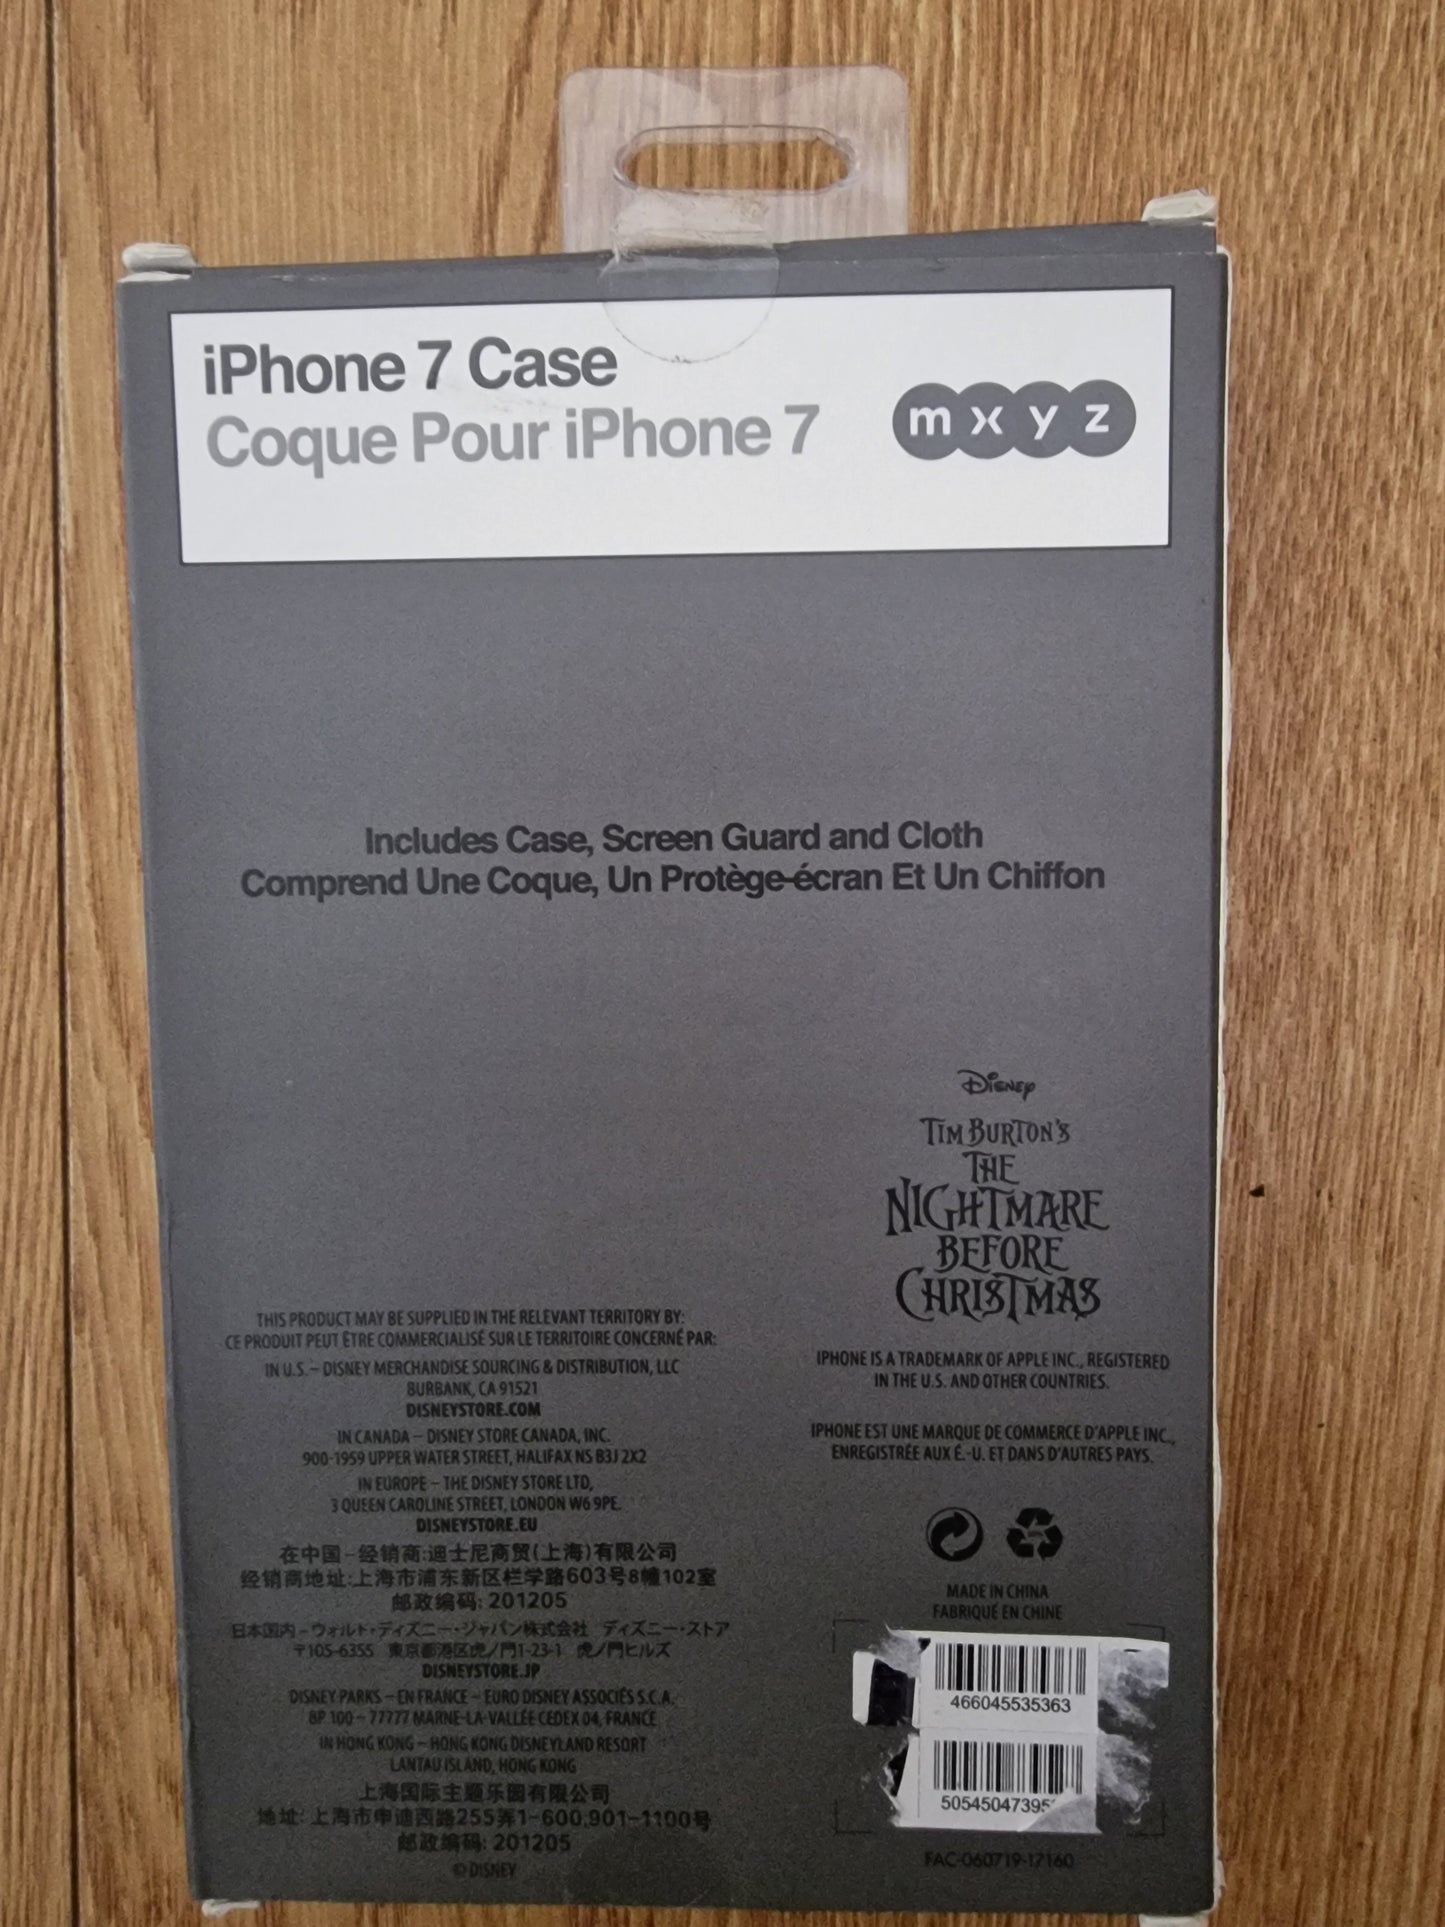 iPhone 7 Case
Coque Pour iPhone 7
mxyz
Includes Case, Screen Guard and Cloth
Comprend Une Coque, Un Protège-écran Et Un Chiffon
Disney
TIM BURTON'S
THE
NIGHTMARE
BEFORE
CHRISTMAS
THIS PRODUCT MAY BE SUPPLIED IN THE RELEVANT TERRITORY BY:
CE PRODUIT PEUT ÊTRE COMMERCIALISÉ SUR LE TERRITOIRE CONCERNÉ PAR:
IN U.S. – DISNEY MERCHANDISE SOURCING & DISTRIBUTION, LLC
BURBANK, CA 91521
DISNEYSTORE.COM
IN CANADA – DISNEY STORE CANADA, INC.
900-1959 UPPER WATER STREET, HALIFAX NS B3J 2X2
IN EUROPE – THE DISNEY STORE LTD,
3 QUEEN CAROLINE STREET, LONDON W6 9PE.
DISNEYSTORE.EU
在中国-经销商:迪士尼商贸(上海)有限公司
经销商地址:上海市浦东新区栏学路603号8幢102室
邮政编码: 201205
日本国内-ウォルト・ディズニー・ジャパン株式会社 ディズニー・ストア
〒105-6355 東京都港区虎ノ門1-23-1 虎ノ門ヒルズ
DISNEYSTORE.JP
DISNEY PARKS – EN FRANCE – EURO DISNEY ASSOCIÉS S.C.A.
BP 100 – 77777 MARNE-LA-VALLÉE CEDEX 04, FRANCE
IN HONG KONG – HONG KONG DISNEYLAND RESORT
LANTAU ISLAND, HONG KONG
上海国际主题乐园有限公司
地址: 上海市申迪西路255弄1-600,901-1100号
邮政编码: 201205
© DISNEY
IPHONE IS A TRADEMARK OF APPLE INC., REGISTERED
IN THE U.S. AND OTHER COUNTRIES.
IPHONE EST UNE MARQUE DE COMMERCE D'APPLE INC.,
ENREGISTRÉE AUX É.-U. ET DANS D'AUTRES PAYS.
MADE IN CHINA
FABRIQUÉ EN CHINE
466045535363
FAC-060719-17160